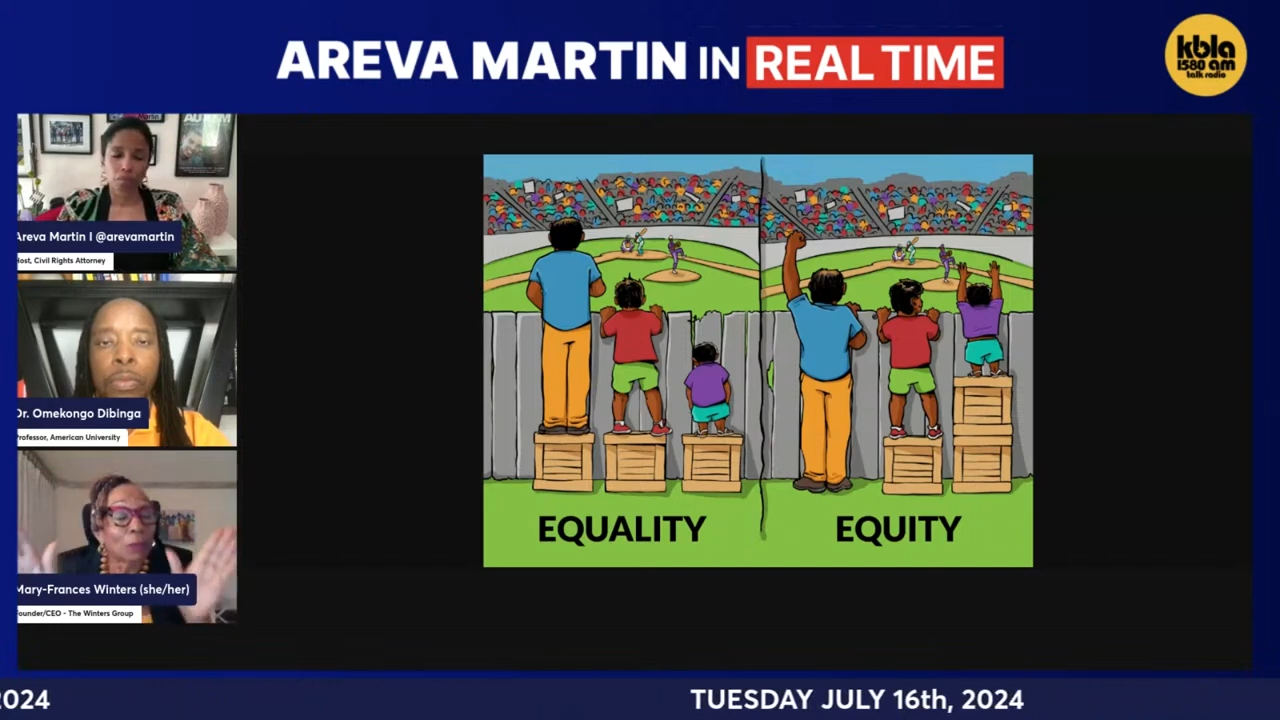 AREVA MARTIN IN REAL TIME
kbla
1580 am
talk radio
AUTISM
Areva Martin I @arevamartin
Host, Civil Rights Attorney
Dr. Omekongo Dibinga
Professor, American University
Mary-Frances Winters (she/her)
Founder/CEO - The Winters Group
EQUALITY
EQUITY
2024
TUESDAY JULY 16th, 2024